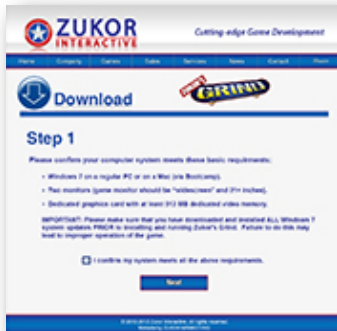 ZUKOR
INTERACTIVE
Cutting-edge Game Development
Home Company Games Sales Services News Contact
Download
GRIND
Step 1
Please confirm your computer system meets these basic requirements:
• Windows 7 on a regular PC or on a Mac (via Bootcamp).
• Two monitors (game monitor should be "widescreen" and 21+ inches).
• Dedicated graphics card with at least 512 MB dedicated video memory.
IMPORTANT: Please make sure that you have downloaded and installed ALL Windows 7
system updates PRIOR to installing and running Zukor's Grind. Failure to do this may
lead to improper operation of the game.
I confirm my system meets all the above requirements.
Next